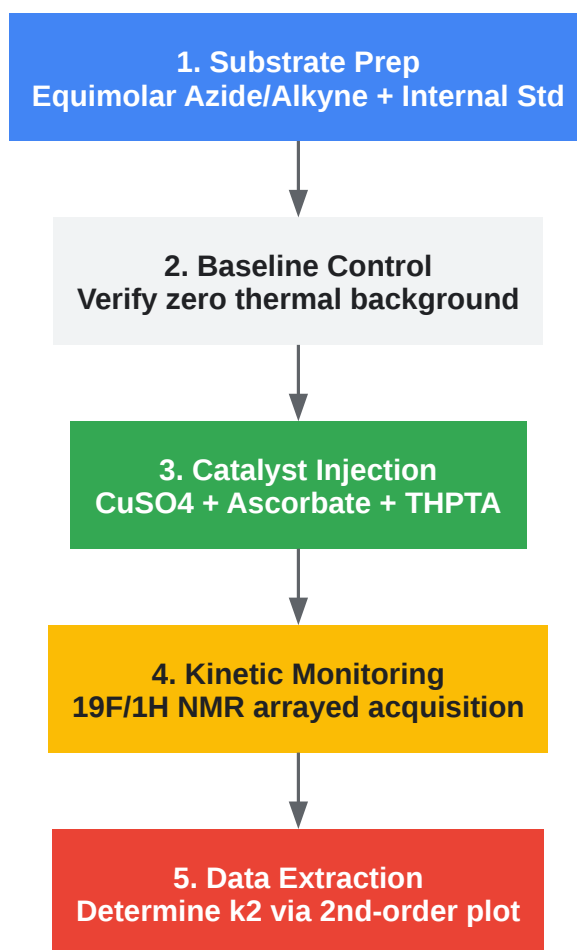 1. Substrate Prep
Equimolar Azide/Alkyne + Internal Std
2. Baseline Control
Verify zero thermal background
3. Catalyst Injection
CuSO4 + Ascorbate + THPTA
4. Kinetic Monitoring
19F/1H NMR arrayed acquisition
5. Data Extraction
Determine k2 via 2nd-order plot